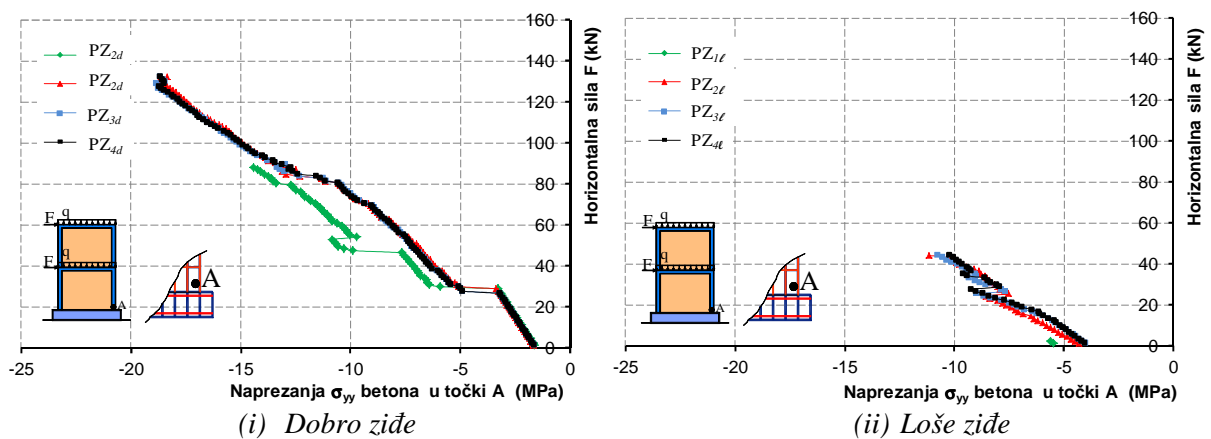 PZ2d
PZ2d
PZ3d
PZ4d
160
140
120
100
80
60
40
20
0
Horizontalna sila F (kN)
q
F
q
F
A
A
-25
-20
-15
-10
-5
0
Naprezanja σyy betona u točki A (MPa)
(i) Dobro ziđe
PZ1ℓ
PZ2ℓ
PZ3ℓ
PZ4ℓ
160
140
120
100
80
60
40
20
0
Horizontalna sila F (kN)
q
F
q
F
A
A
-25
-20
-15
-10
-5
0
Naprezanja σyy betona u točki A (MPa)
(ii) Loše ziđe